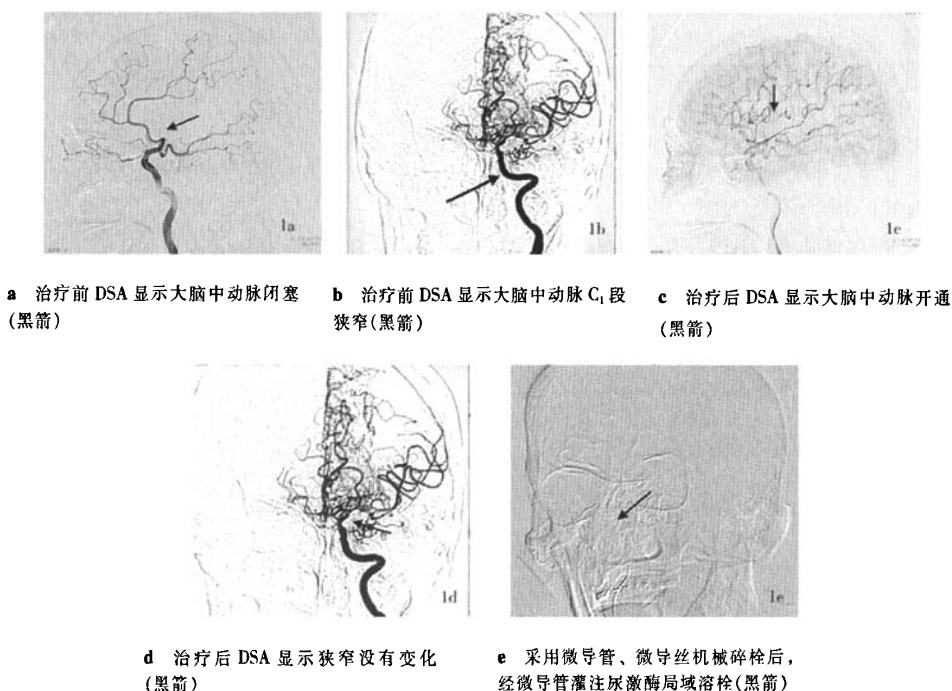 1a
1b
1c
a 治疗前 DSA 显示大脑中动脉闭塞
(黑箭)
b 治疗前 DSA 显示大脑中动脉 C₁ 段
狭窄(黑箭)
c 治疗后 DSA 显示大脑中动脉开通
(黑箭)
1d
1e
d 治疗后 DSA 显示狭窄没有变化
(黑箭)
e 采用微导管、微导丝机械碎栓后,
经微导管灌注尿激酶局域溶栓(黑箭)